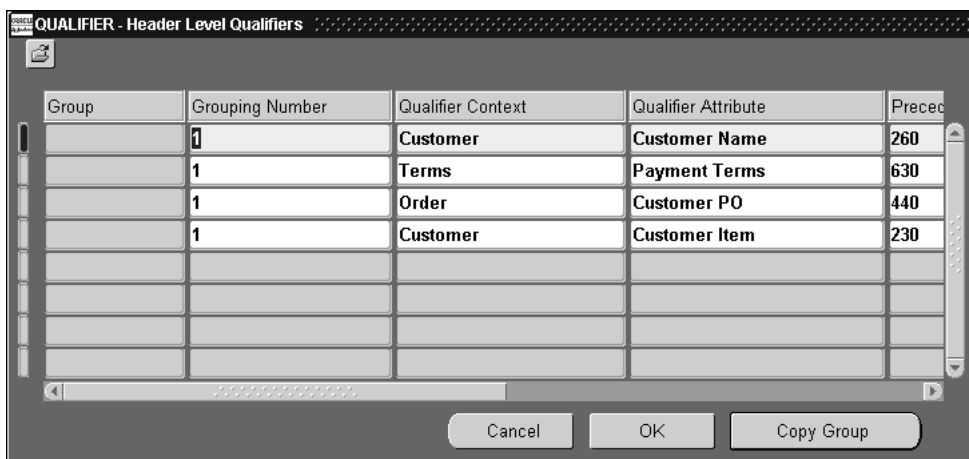 ORACLE
QUALIFIER - Header Level Qualifiers
Group Grouping Number Qualifier Context Qualifier Attribute Preced
1 Customer Customer Name 260
1 Terms Payment Terms 630
1 Order Customer PO 440
1 Customer Customer Item 230
Cancel OK Copy Group